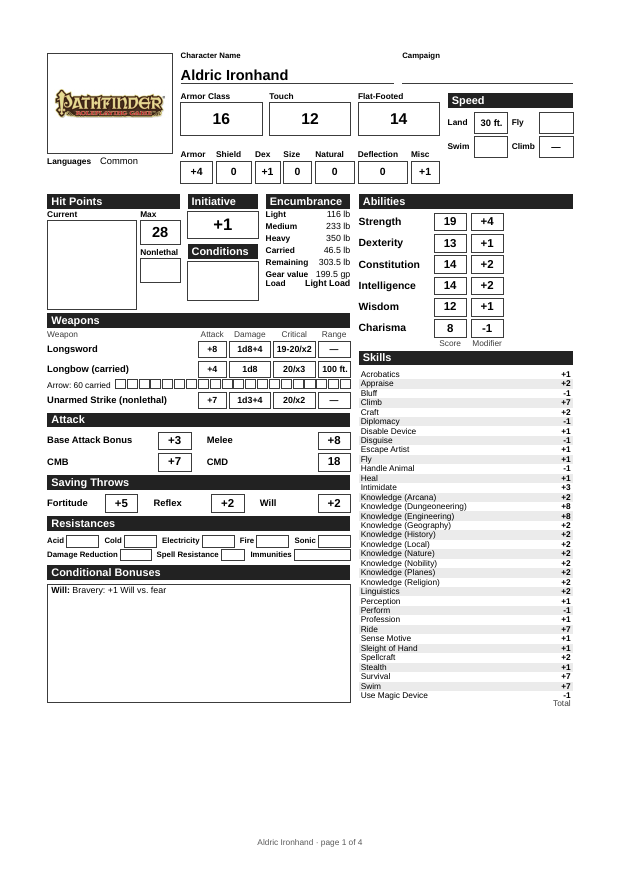 Character Name Campaign
Aldric Ironhand
PATHFINDER
ROLEPLAYING GAME
Languages Common
Armor Class Touch Flat-Footed
16 12 14
Armor Shield Dex Size Natural Deflection Misc
+4 0 +1 0 0 0 +1
Speed
Land 30 ft. Fly
Swim Climb —
Hit Points
Current Max
28
Nonlethal
Initiative
+1
Conditions
Encumbrance
Light 116 lb
Medium 233 lb
Heavy 350 lb
Carried 46.5 lb
Remaining 303.5 lb
Gear value 199.5 gp
Load Light Load
Abilities
Strength 19 +4
Dexterity 13 +1
Constitution 14 +2
Intelligence 14 +2
Wisdom 12 +1
Charisma 8 -1
Score Modifier
Weapons
Weapon Attack Damage Critical Range
Longsword +8 1d8+4 19-20/x2 —
Longbow (carried) +4 1d8 20/x3 100 ft.
Arrow: 60 carried
Unarmed Strike (nonlethal) +7 1d3+4 20/x2 —
Attack
Base Attack Bonus +3 Melee +8
CMB +7 CMD 18
Saving Throws
Fortitude +5 Reflex +2 Will +2
Resistances
Acid Cold Electricity Fire Sonic
Damage Reduction Spell Resistance Immunities
Conditional Bonuses
Will: Bravery: +1 Will vs. fear
Skills
Acrobatics +1
Appraise +2
Bluff -1
Climb +7
Craft +2
Diplomacy -1
Disable Device +1
Disguise -1
Escape Artist +1
Fly +1
Handle Animal -1
Heal +1
Intimidate +3
Knowledge (Arcana) +2
Knowledge (Dungeoneering) +8
Knowledge (Engineering) +8
Knowledge (Geography) +2
Knowledge (History) +2
Knowledge (Local) +2
Knowledge (Nature) +2
Knowledge (Nobility) +2
Knowledge (Planes) +2
Knowledge (Religion) +2
Linguistics +2
Perception +1
Perform -1
Profession +1
Ride +7
Sense Motive +1
Sleight of Hand +1
Spellcraft +2
Stealth +1
Survival +7
Swim +7
Use Magic Device -1
Total
Aldric Ironhand · page 1 of 4